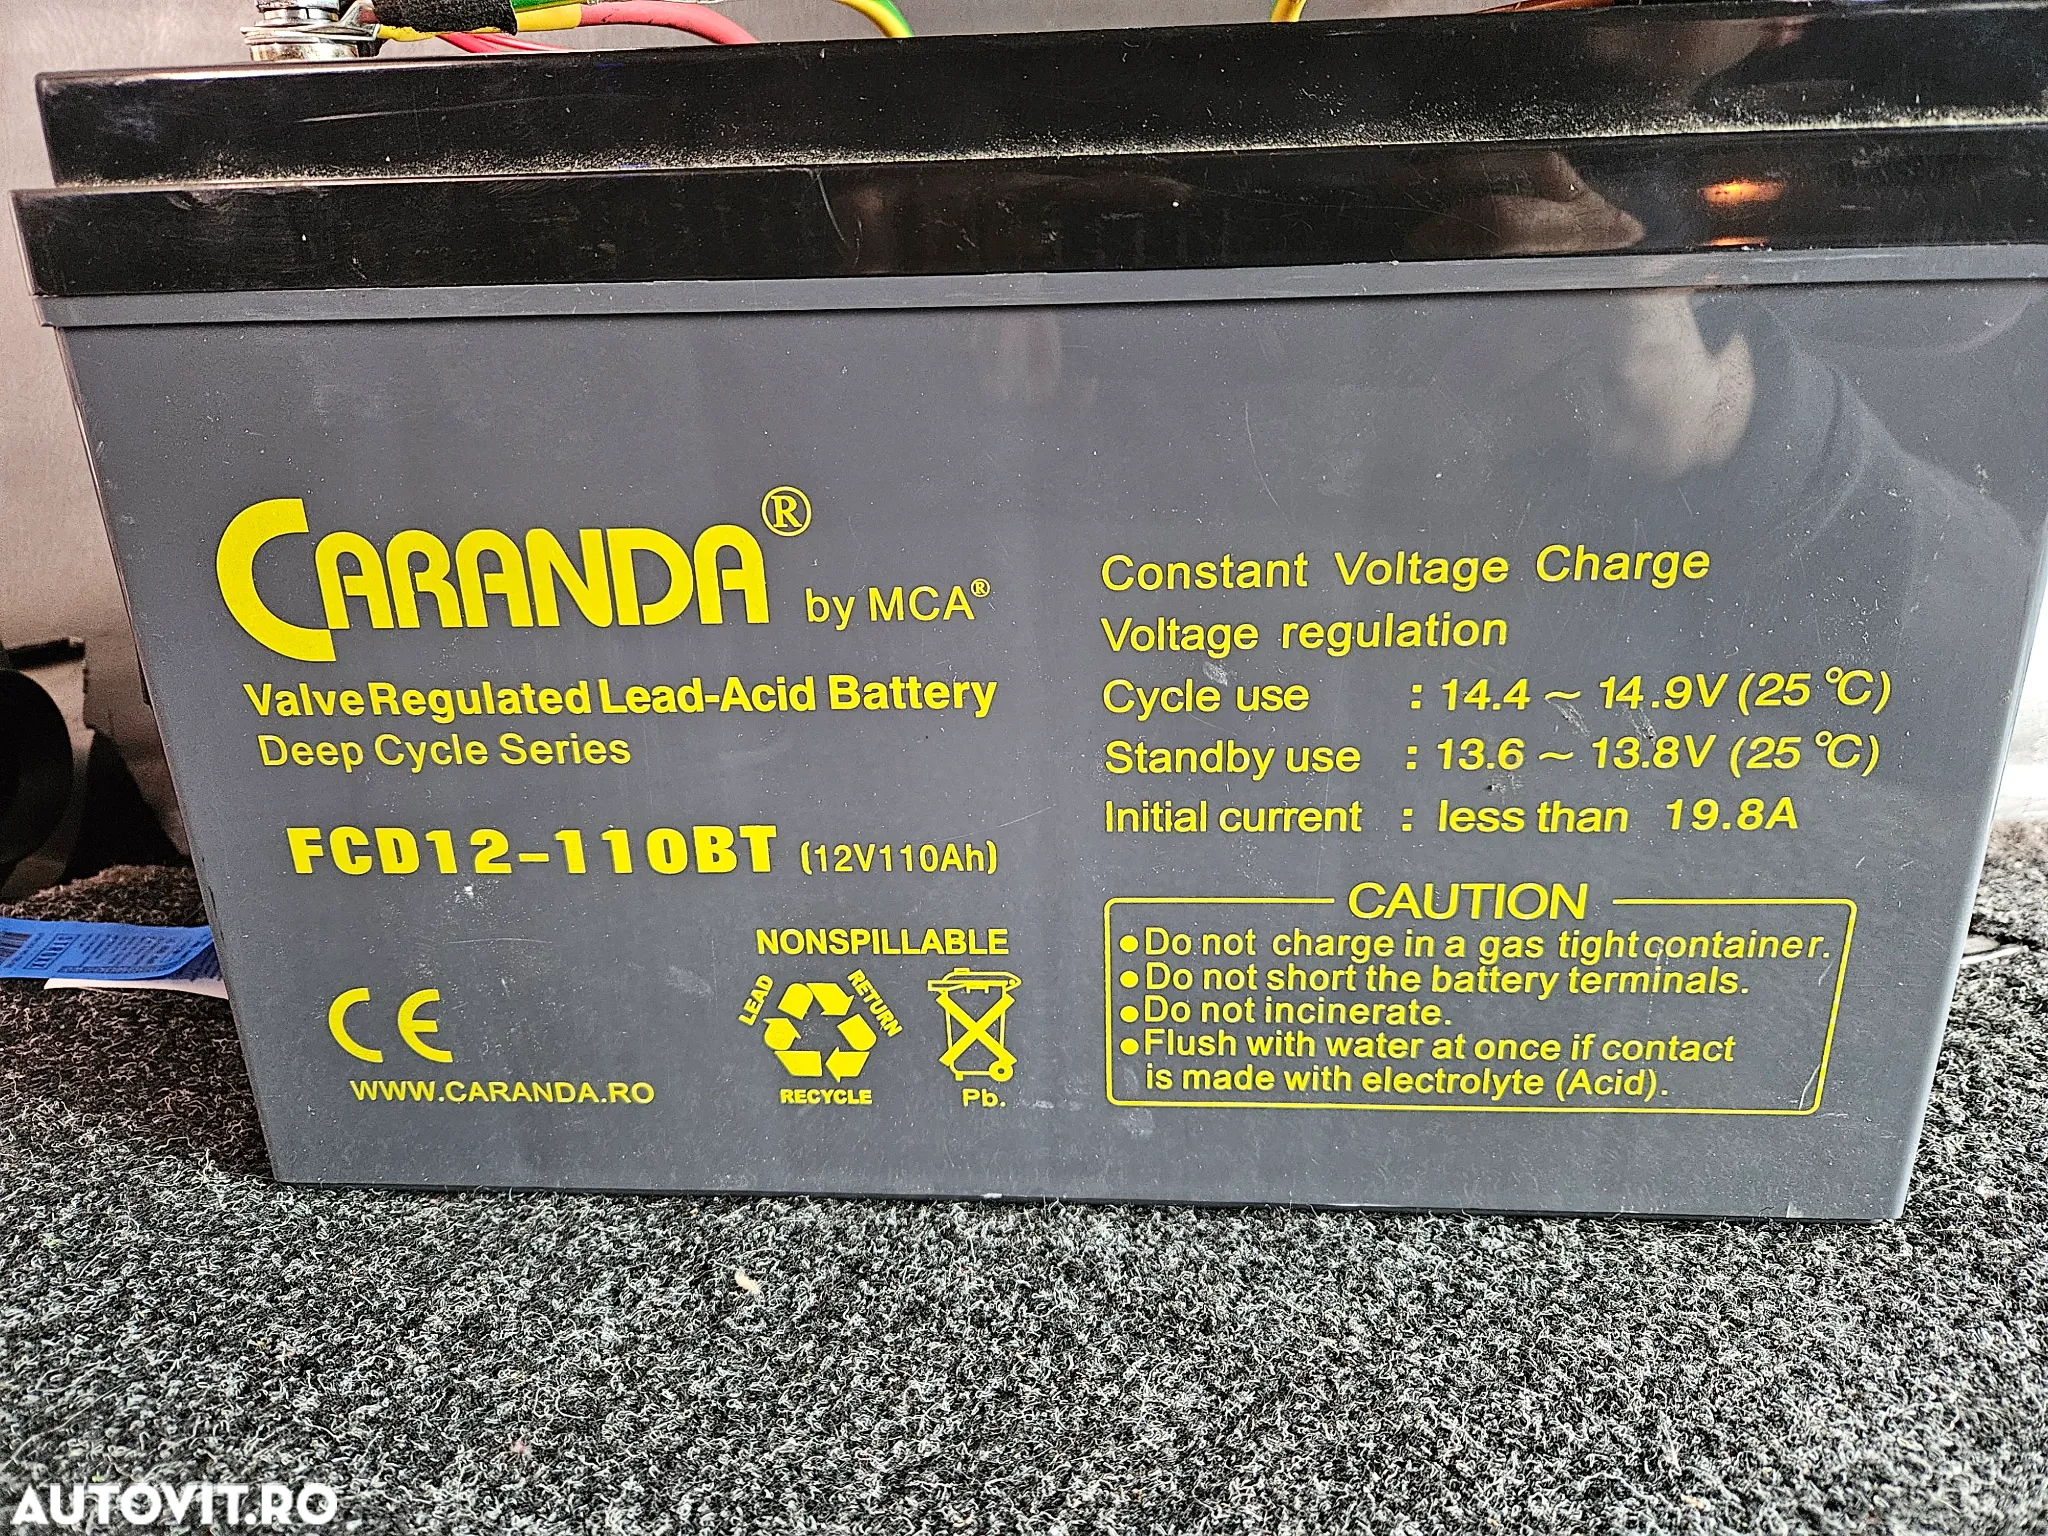 CARANDA® by MCA®
Valve Regulated Lead-Acid Battery
Deep Cycle Series
FCD12-110BT (12V110Ah)
NONSPILLABLE
LEAD
RETURN
RECYCLE
Pb.
CE
WWW.CARANDA.RO
Constant Voltage Charge
Voltage regulation
Cycle use : 14.4 ~ 14.9V (25℃)
Standby use : 13.6 ~ 13.8V (25℃)
Initial current : less than 19.8A
CAUTION
●Do not charge in a gas tight container.
●Do not short the battery terminals.
●Do not incinerate.
●Flush with water at once if contact
is made with electrolyte (Acid).
AUTOVIT.RO